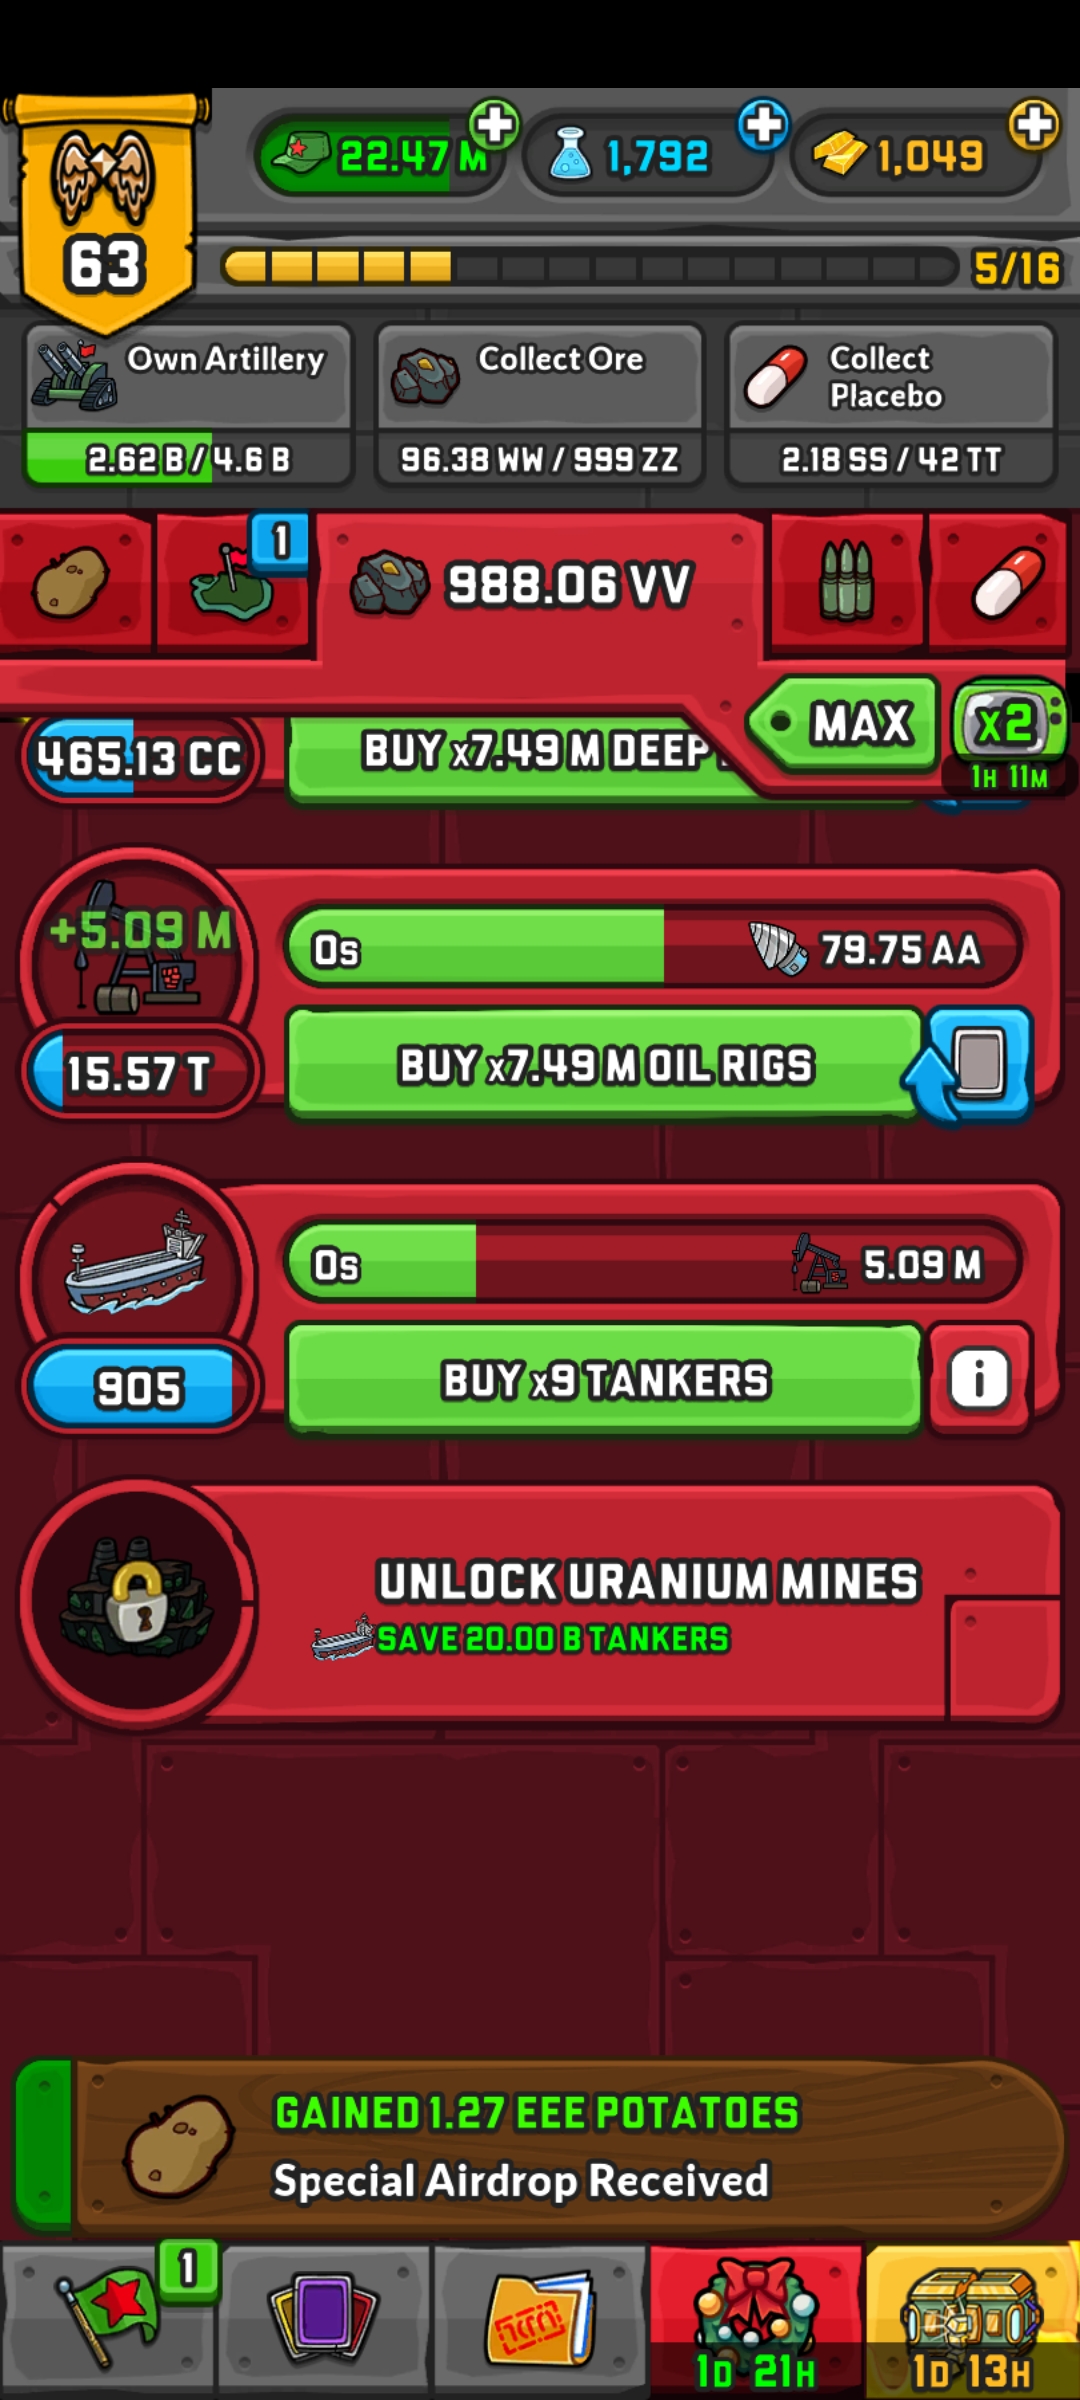 22.47 M
1,792
1,049
63
5/16
Own Artillery
2.62 B / 4.6 B
Collect Ore
96.38 WW / 999 ZZ
Collect
Placebo
2.18 SS / 42 TT
1
988.06 VV
MAX
x2
1H 11M
465.13 CC
BUY x7.49 M DEEP
+5.09 M
0s
79.75 AA
15.57 T
BUY x7.49 M OIL RIGS
0s
5.09 M
905
BUY x9 TANKERS
i
UNLOCK URANIUM MINES
SAVE 20.00 B TANKERS
GAINED 1.27 EEE POTATOES
Special Airdrop Received
1
1D 21H
1D 13H